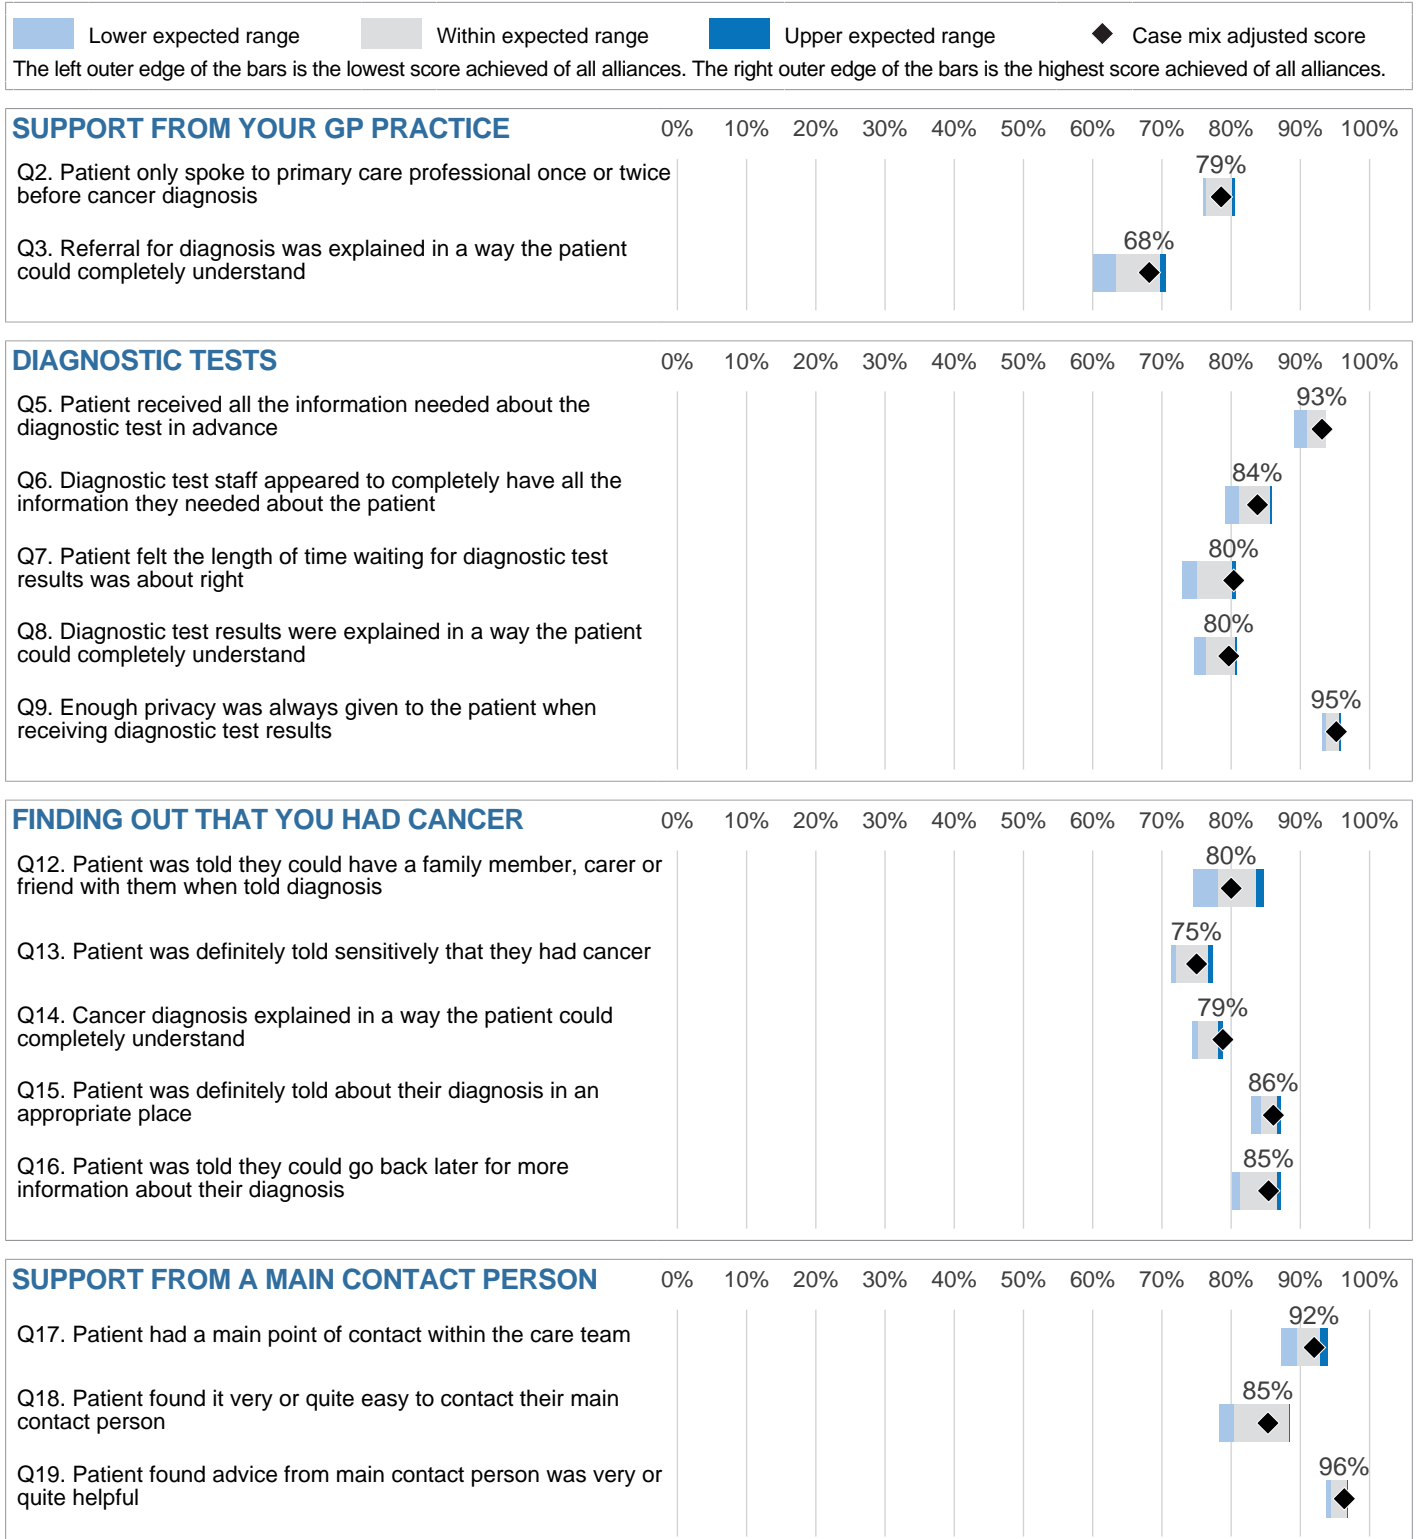 Lower expected range Within expected range Upper expected range Case mix adjusted score
The left outer edge of the bars is the lowest score achieved of all alliances. The right outer edge of the bars is the highest score achieved of all alliances.
SUPPORT FROM YOUR GP PRACTICE 0% 10% 20% 30% 40% 50% 60% 70% 80% 90% 100%
79%
Q2. Patient only spoke to primary care professional once or twice
before cancer diagnosis
68%
Q3. Referral for diagnosis was explained in a way the patient
could completely understand
DIAGNOSTIC TESTS 0% 10% 20% 30% 40% 50% 60% 70% 80% 90% 100%
93%
Q5. Patient received all the information needed about the
diagnostic test in advance
84%
Q6. Diagnostic test staff appeared to completely have all the
information they needed about the patient
80%
Q7. Patient felt the length of time waiting for diagnostic test
results was about right
80%
Q8. Diagnostic test results were explained in a way the patient
could completely understand
95%
Q9. Enough privacy was always given to the patient when
receiving diagnostic test results
FINDING OUT THAT YOU HAD CANCER 0% 10% 20% 30% 40% 50% 60% 70% 80% 90% 100%
80%
Q12. Patient was told they could have a family member, carer or
friend with them when told diagnosis
75%
Q13. Patient was definitely told sensitively that they had cancer
79%
Q14. Cancer diagnosis explained in a way the patient could
completely understand
86%
Q15. Patient was definitely told about their diagnosis in an
appropriate place
85%
Q16. Patient was told they could go back later for more
information about their diagnosis
SUPPORT FROM A MAIN CONTACT PERSON 0% 10% 20% 30% 40% 50% 60% 70% 80% 90% 100%
92%
Q17. Patient had a main point of contact within the care team
85%
Q18. Patient found it very or quite easy to contact their main
contact person
96%
Q19. Patient found advice from main contact person was very or
quite helpful